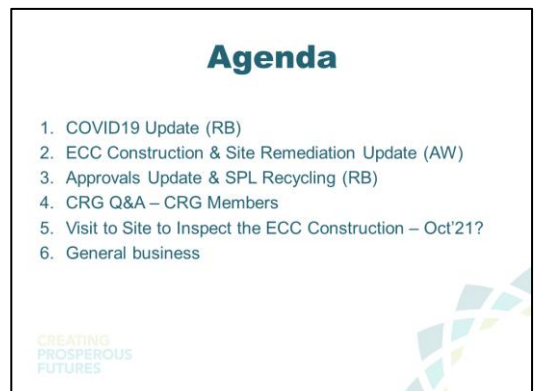 Agenda
1. COVID19 Update (RB)
2. ECC Construction & Site Remediation Update (AW)
3. Approvals Update & SPL Recycling (RB)
4. CRG Q&A – CRG Members
5. Visit to Site to Inspect the ECC Construction – Oct'21?
6. General business
CREATING
PROSPEROUS
FUTURES